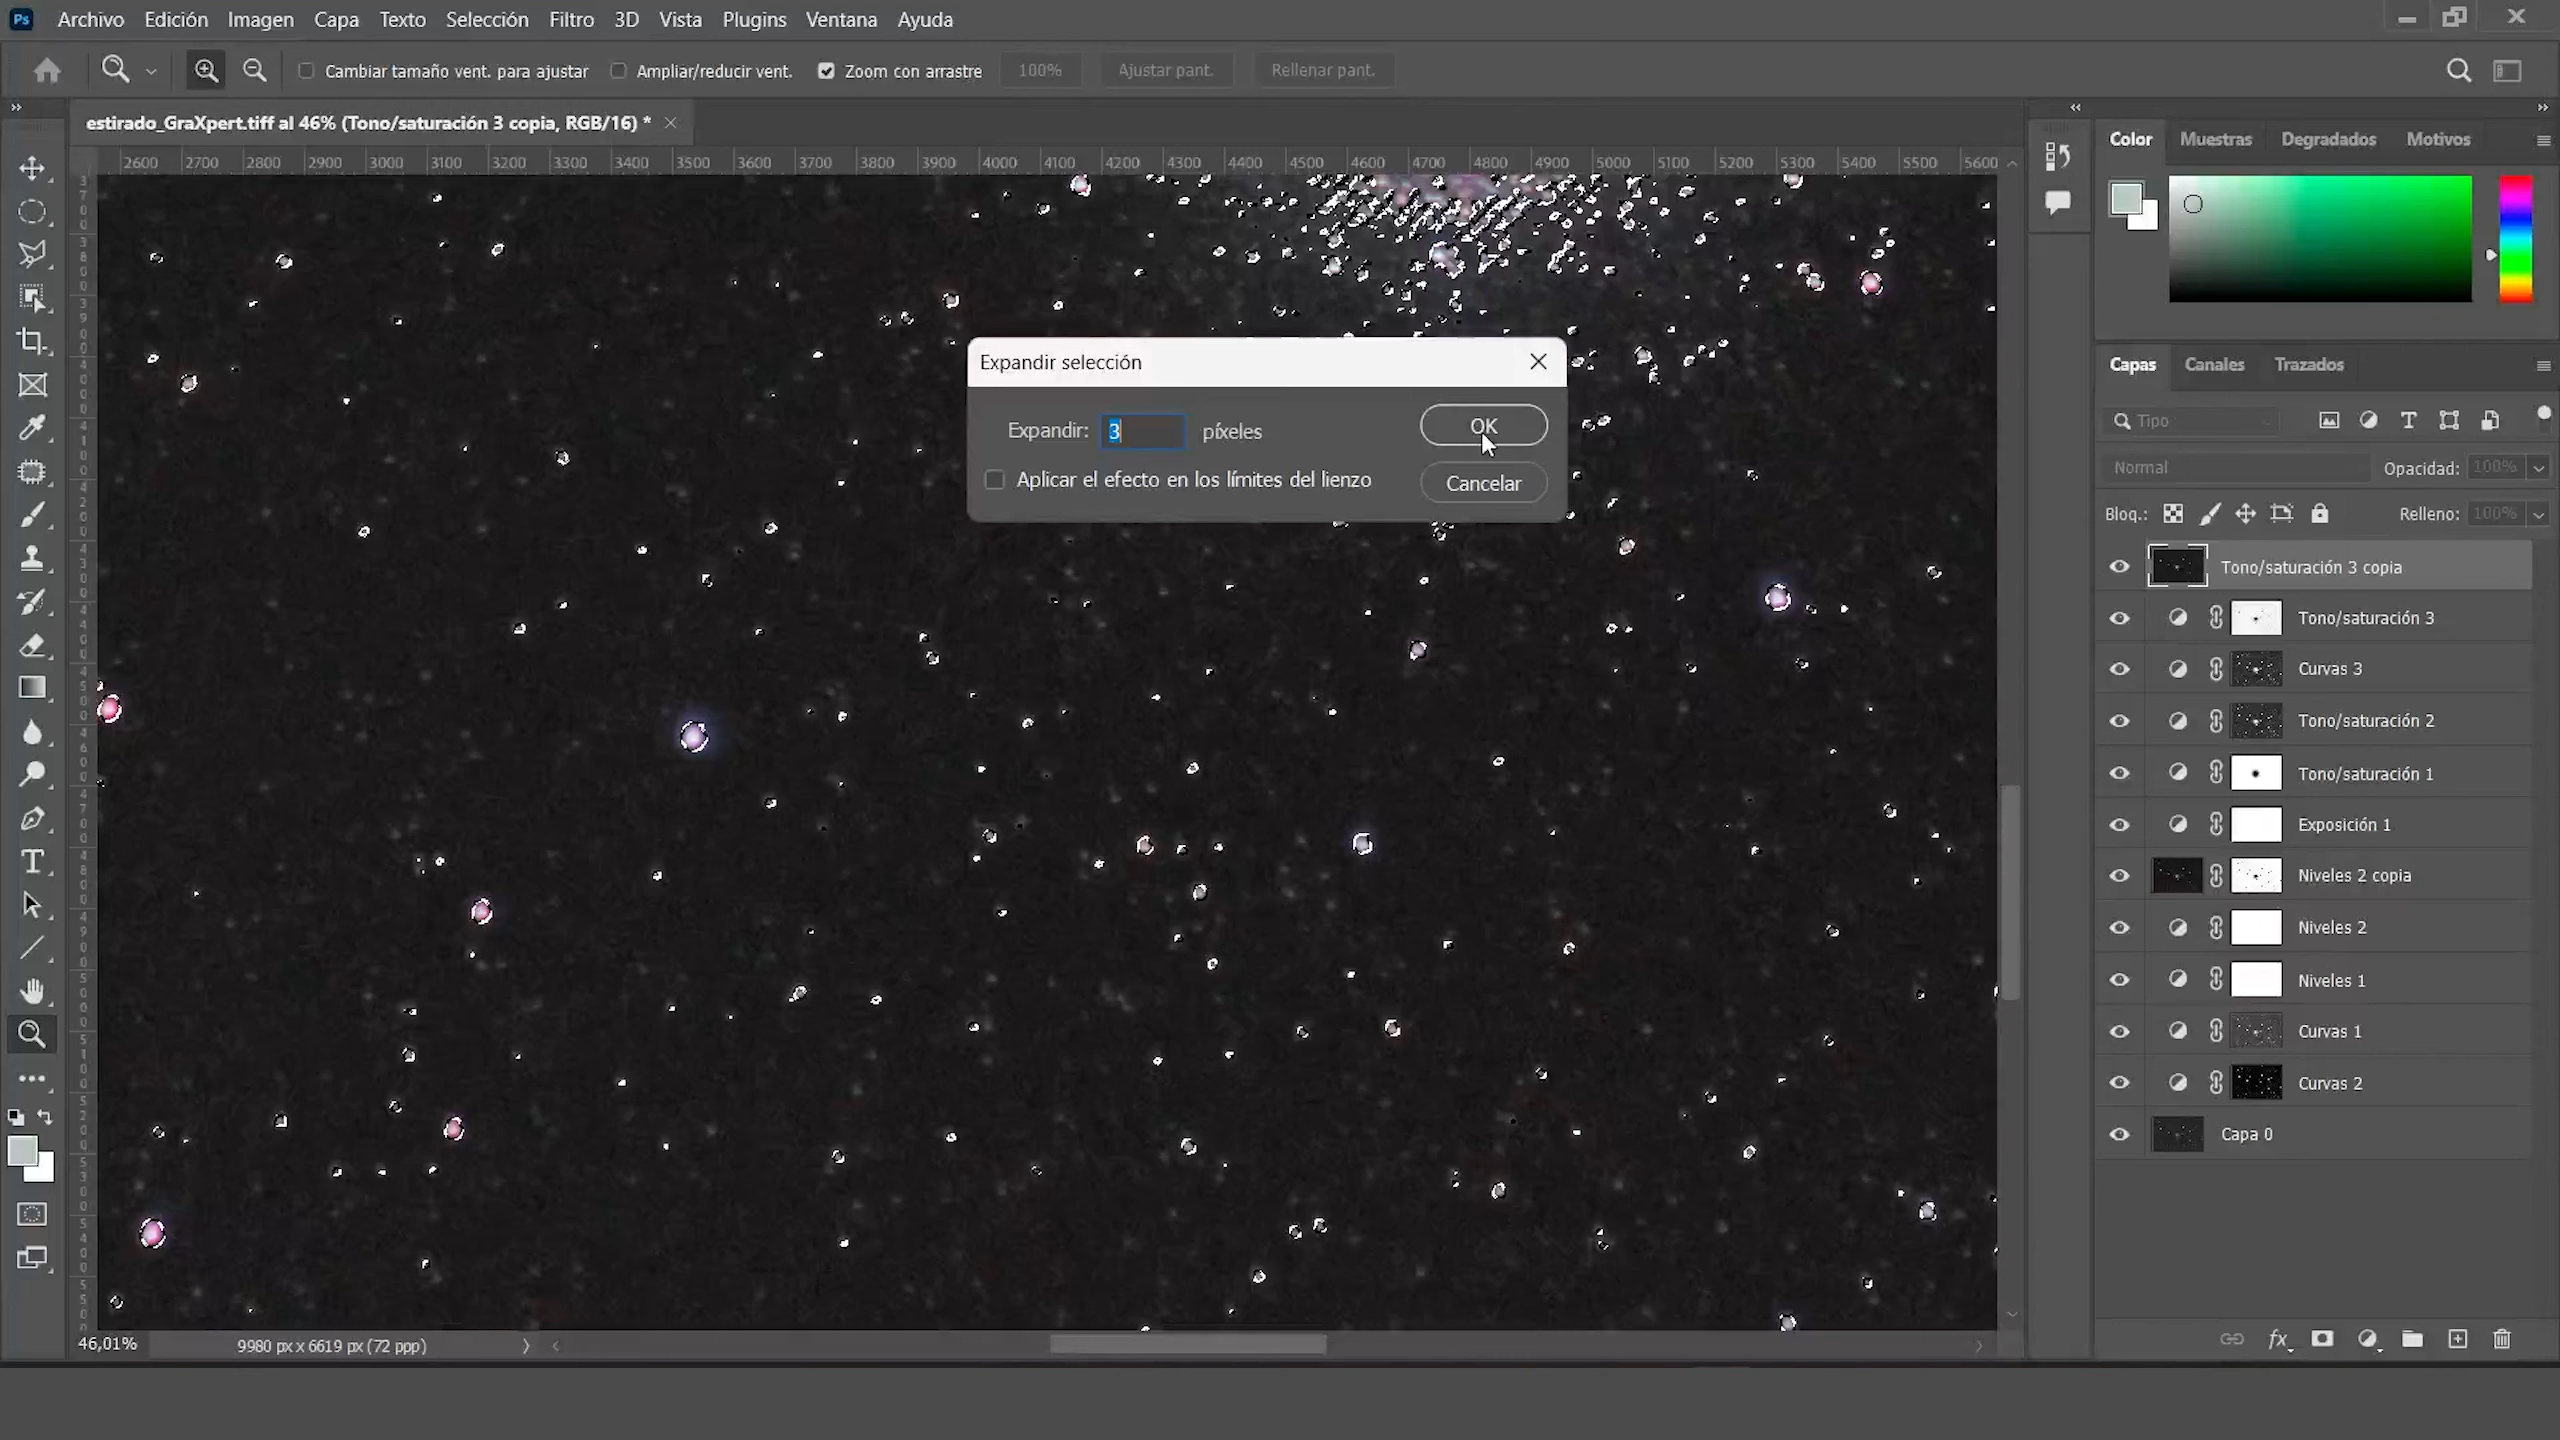 Ps Archivo Edición Imagen Capa Texto Selección Filtro 3D Vista Plugins Ventana Ayuda
Cambiar tamaño vent. para ajustar Ampliar/reducir vent. Zoom con arrastre 100% Ajustar pant. Rellenar pant.
estirado_GraXpert.tiff al 46% (Tono/saturación 3 copia, RGB/16) *
2600 2700 2800 2900 3000 3100 3200 3300 3400 3500 3600 3700 3800 3900 4000 4100 4200 4300 4400 4500 4600 4700 4800 4900 5000 5100 5200 5300 5400 5500 5600
Expandir selección
Expandir: 3 píxeles
OK
Aplicar el efecto en los límites del lienzo
Cancelar
Color Muestras Degradados Motivos
Capas Canales Trazados
Tipo
Normal Opacidad: 100%
Bloq.: Relleno: 100%
Tono/saturación 3 copia
Tono/saturación 3
Curvas 3
Tono/saturación 2
Tono/saturación 1
Exposición 1
Niveles 2 copia
Niveles 2
Niveles 1
Curvas 1
Curvas 2
Capa 0
46,01% 9980 px x 6619 px (72 ppp)
fx